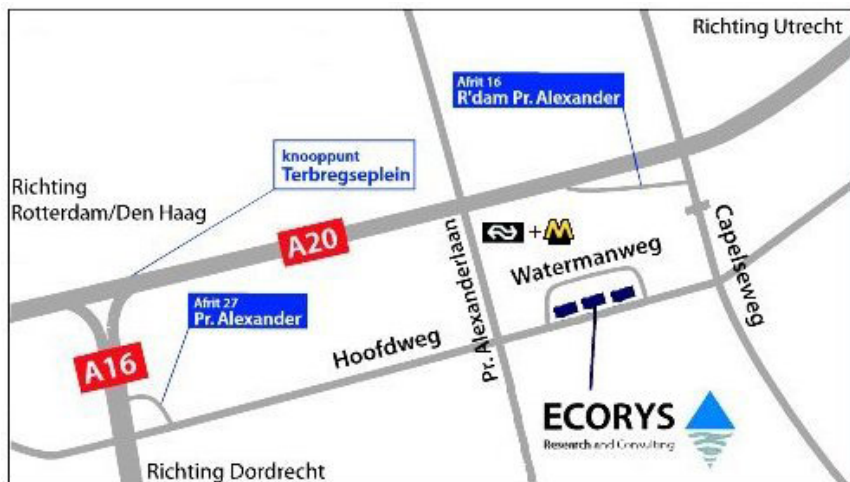 Richting Utrecht
Afrit 16
R'dam Pr. Alexander
knooppunt
Terbregseplein
Richting
Rotterdam/Den Haag
A20
Pr. Alexanderlaan
+M
Watermanweg
Capelseweg
Afrit 27
Pr. Alexander
Hoofdweg
A16
ECORYS
Research and Consulting
Richting Dordrecht